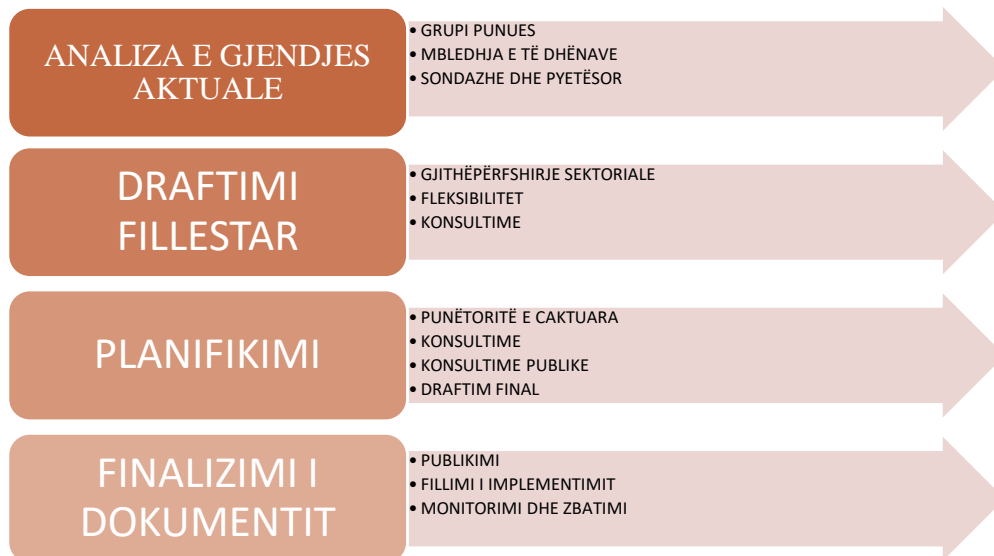 ANALIZA E GJENDJES
AKTUALE
• GRUPI PUNUES
• MBLEDHJA E TË DHËNAVE
• SONDAZHE DHE PYETËSOR
DRAFTIMI
FILLESTAR
• GJITHËPËRFSHIRJE SEKTORIALE
• FLEKSIBILITET
• KONSULTIME
PLANIFIKIMI
• PUNËTORITË E CAKTUARA
• KONSULTIME
• KONSULTIME PUBLIKE
• DRAFTIM FINAL
FINALIZIMI I
DOKUMENTIT
• PUBLIKIMI
• FILLIMI I IMPLEMENTIMIT
• MONITORIMI DHE ZBATIMI